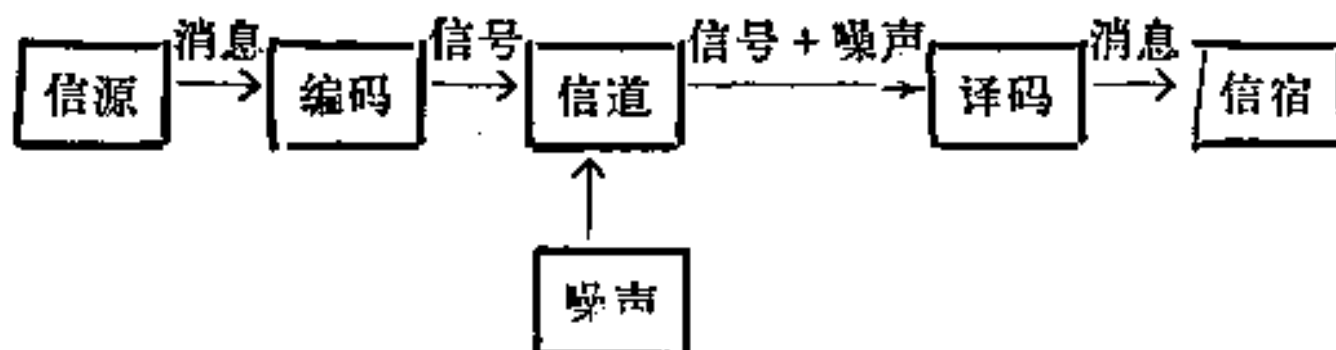 消息 信号 信号 + 噪声 消息
信源 编码 信道 译码 信宿
噪声